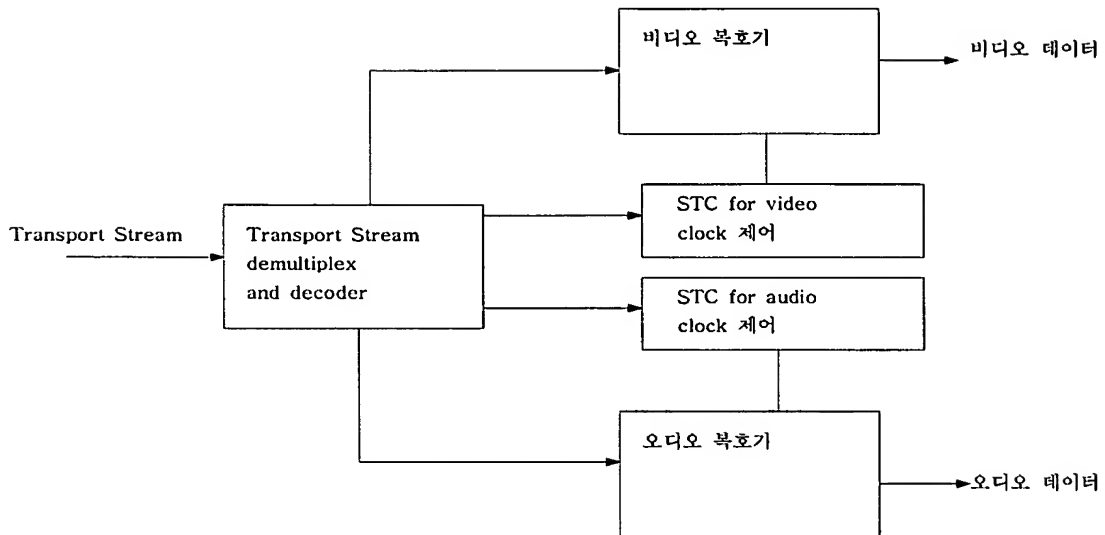 비디오 복호기
비디오 데이터
STC for video
clock 제어
Transport Stream
Transport Stream
demultiplex
and decoder
STC for audio
clock 제어
오디오 복호기
오디오 데이터